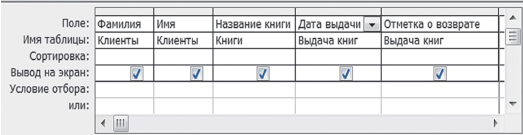 Поле: Фамилия Имя Название книги Дата выдачи Отметка о возврате
Имя таблицы: Клиенты Клиенты Книги Выдача книг Выдача книг
Сортировка:
Вывод на экран:
Условие отбора:
или: